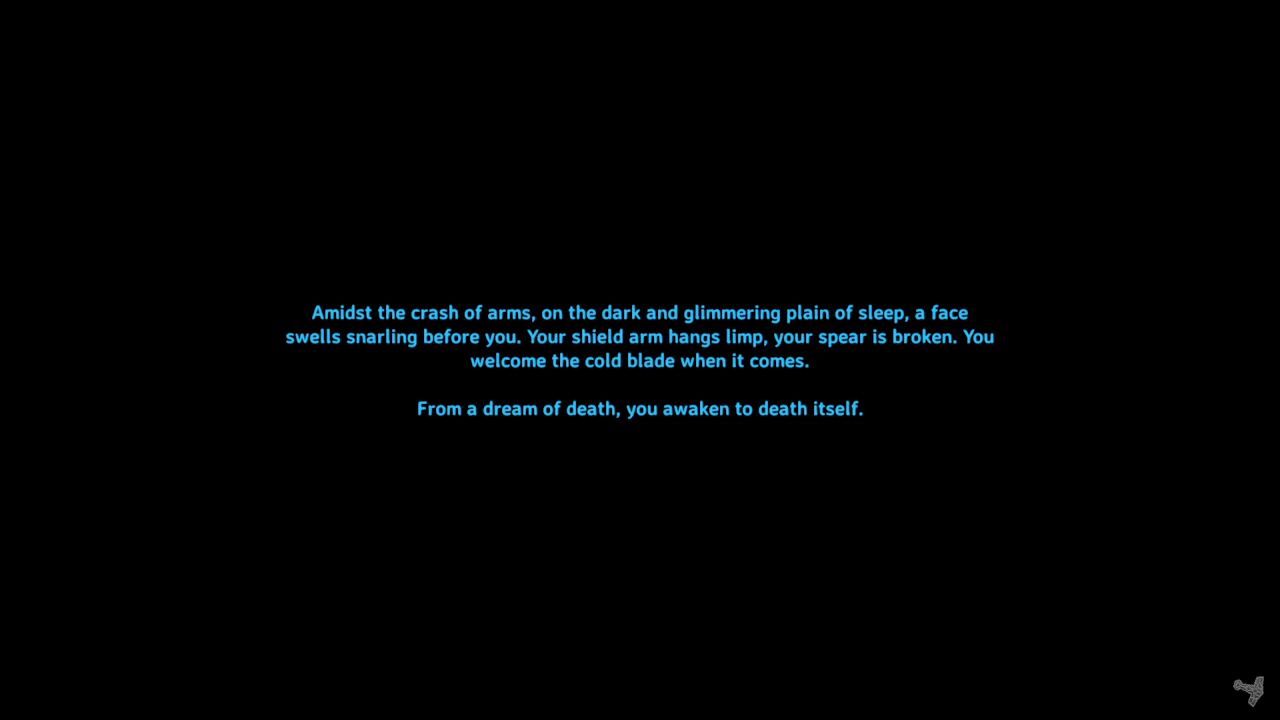 Amidst the crash of arms, on the dark and glimmering plain of sleep, a face
swells snarling before you. Your shield arm hangs limp, your spear is broken. You
welcome the cold blade when it comes.
From a dream of death, you awaken to death itself.